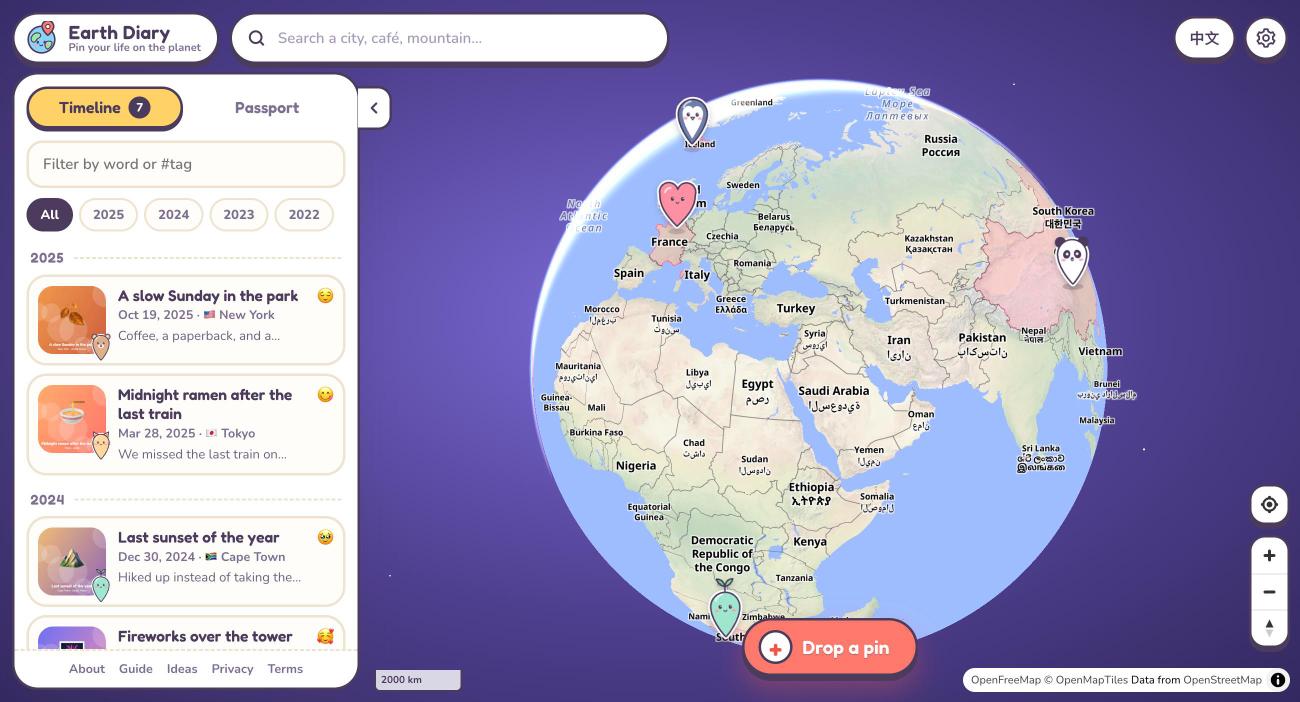 Earth Diary
Pin your life on the planet
Search a city, café, mountain...
中文
Timeline 7
Passport
Filter by word or #tag
All
2025
2024
2023
2022
2025
A slow Sunday in the park
Oct 19, 2025 · New York
Coffee, a paperback, and a...
Midnight ramen after the
last train
Mar 28, 2025 · Tokyo
We missed the last train on...
2024
Last sunset of the year
Dec 30, 2024 · Cape Town
Hiked up instead of taking the...
Fireworks over the tower
About
Guide
Ideas
Privacy
Terms
Greenland
Laptev Sea
Море
Лаптевых
Russia
Россия
Sweden
North
Atlantic
Ocean
South Korea
대한민국
Belarus
Беларусь
Czechia
France
Kazakhstan
Қазақстан
Romania
Spain
Italy
Greece
Ελλάδα
Turkey
Turkmenistan
Morocco
المغرب
Tunisia
تونس
Syria
سوريا
Iran
ایران
Pakistan
پاکستان
Nepal
नेपाल
Vietnam
Mauritania
موريتانيا
Libya
ليبيا
Egypt
مصر
Saudi Arabia
السعودية
Oman
عمان
Brunei
Malaysia
Guinea-
Bissau
Mali
Burkina Faso
Chad
تشاد
Sudan
السودان
Yemen
اليمن
Sri Lanka
ශ්‍රී ලංකාව
இலங்கை
Nigeria
Ethiopia
ኢትዮጵያ
Somalia
الصومال
Equatorial
Guinea
Democratic
Republic of
the Congo
Kenya
Tanzania
Zimbabwe
Drop a pin
2000 km
OpenFreeMap © OpenMapTiles Data from OpenStreetMap